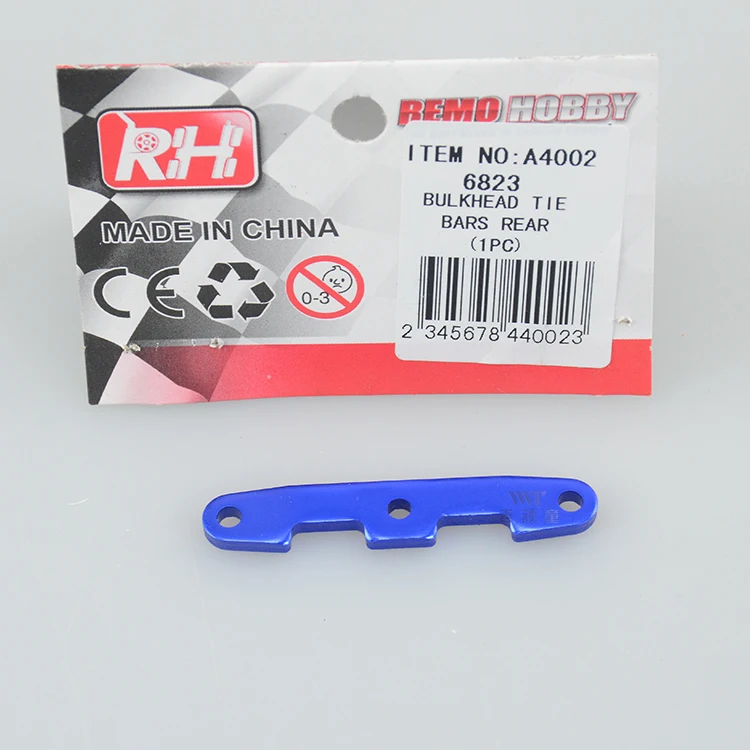 RH
REMO HOBBY
MADE IN CHINA
CE
0-3
ITEM NO:A4002
6823
BULKHEAD TIE
BARS REAR
(1PC)
2 345678 440023